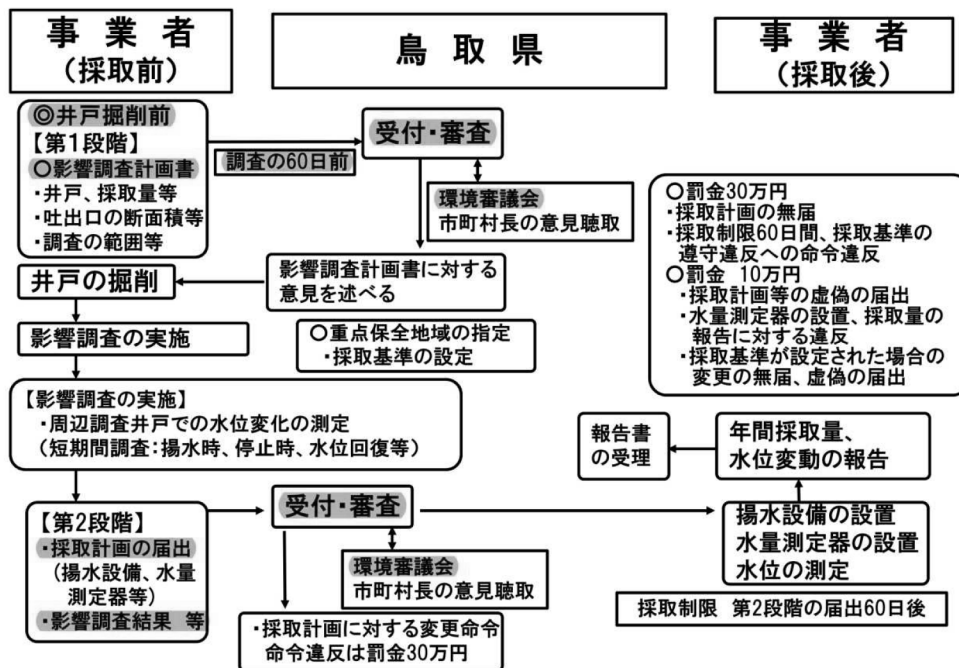 事 業 者
（採取前）
鳥 取 県
事 業 者
（採取後）
◎井戸掘削前
【第1段階】
○影響調査計画書
・井戸、採取量等
・吐出口の断面積等
・調査の範囲等
調査の60日前
受付・審査
環境審議会
市町村長の意見聴取
影響調査計画書に対する
意見を述べる
井戸の掘削
影響調査の実施
○重点保全地域の指定
・採取基準の設定
【影響調査の実施】
・周辺調査井戸での水位変化の測定
（短期間調査：揚水時、停止時、水位回復等）
【第2段階】
・採取計画の届出
（揚水設備、水量
測定器等）
・影響調査結果 等
受付・審査
環境審議会
市町村長の意見聴取
・採取計画に対する変更命令
命令違反は罰金30万円
○罰金30万円
・採取計画の無届
・採取制限60日間、採取基準の
遵守違反への命令違反
○罰金 10万円
・採取計画等の虚偽の届出
・水量測定器の設置、採取量の
報告に対する違反
・採取基準が設定された場合の
変更の無届、虚偽の届出
報告書
の受理
年間採取量、
水位変動の報告
揚水設備の設置
水量測定器の設置
水位の測定
採取制限 第2段階の届出60日後